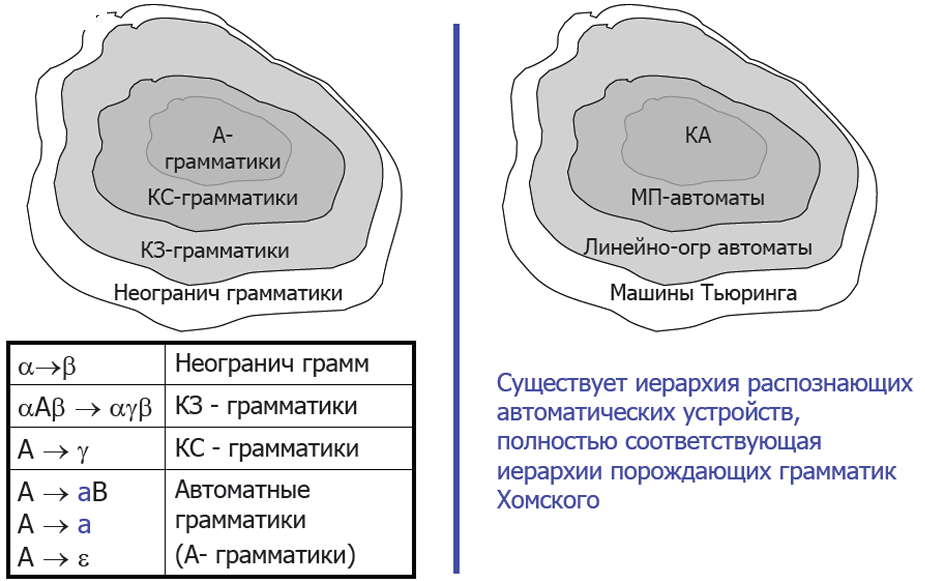 А-
грамматики
КС-грамматики
КЗ-грамматики
Неогранич грамматики
КА
МП-автоматы
Линейно-огр автоматы
Машины Тьюринга
α→β Неогранич грамм
αAβ → αγβ КЗ - грамматики
A → γ КС - грамматики
A → aB Автоматные
A → a грамматики
A → ε (А- грамматики)
Существует иерархия распознающих
автоматических устройств,
полностью соответствующая
иерархии порождающих грамматик
Хомского